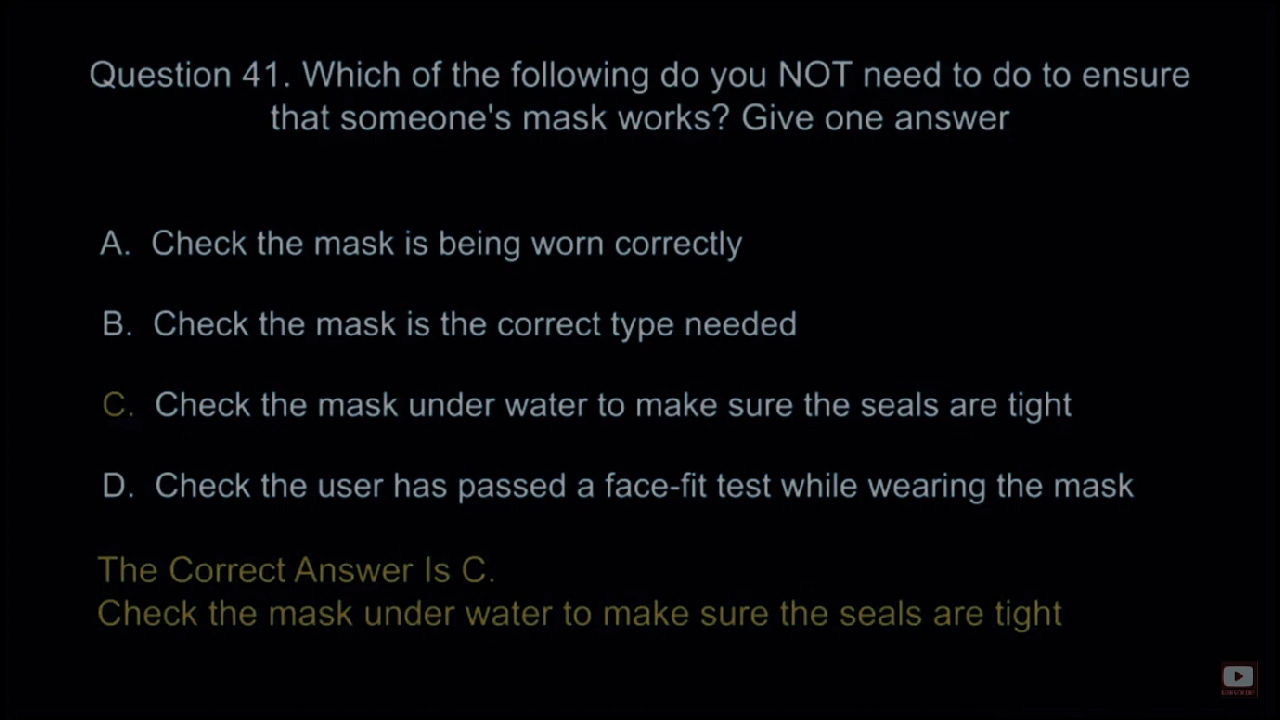 Question 41. Which of the following do you NOT need to do to ensure
that someone's mask works? Give one answer
A. Check the mask is being worn correctly
B. Check the mask is the correct type needed
C. Check the mask under water to make sure the seals are tight
D. Check the user has passed a face-fit test while wearing the mask
The Correct Answer Is C.
Check the mask under water to make sure the seals are tight